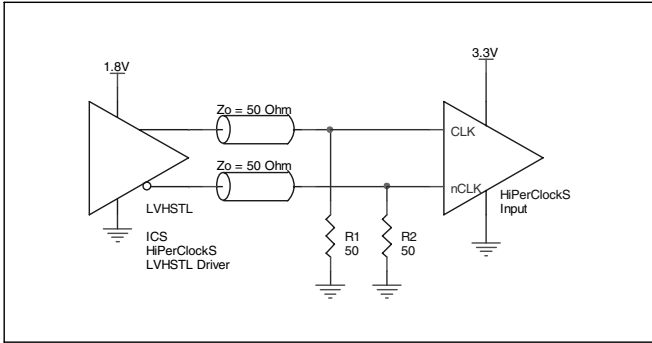 1.8V
3.3V
Zo = 50 Ohm
CLK
Zo = 50 Ohm
nCLK
HiPerClockS
Input
LVHSTL
ICS
HiPerClockS
LVHSTL Driver
R1
50
R2
50